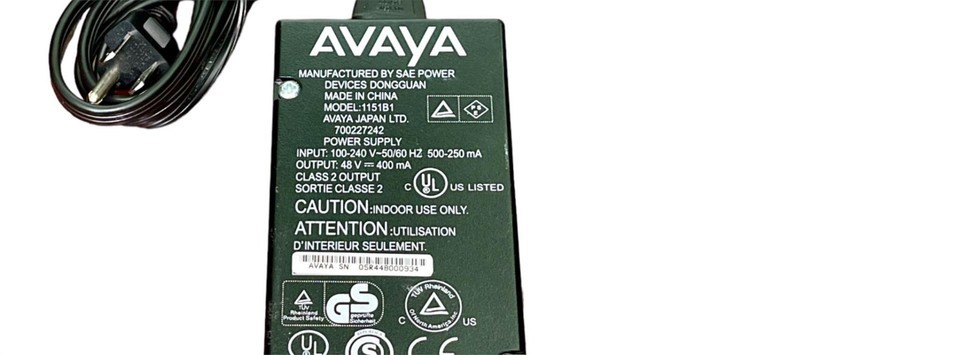 AVAYA
MANUFACTURED BY SAE POWER
DEVICES DONGGUAN
MADE IN CHINA
MODEL:1151B1
AVAYA JAPAN LTD.
700227242
POWER SUPPLY
PS
E
INPUT: 100-240 V~50/60 HZ 500-250 mA
OUTPUT: 48 V ⎓ 400 mA
CLASS 2 OUTPUT
SORTIE CLASSE 2
C UL US LISTED
CAUTION:INDOOR USE ONLY.
ATTENTION:UTILISATION
D'INTERIEUR SEULEMENT.
AVAYA SN 05R448000934
TÜV
Rheinland
Product Safety
GS
geprüfte
Sicherheit
TÜV Rheinland
Of North America, Inc.
C US
UL
S
CE